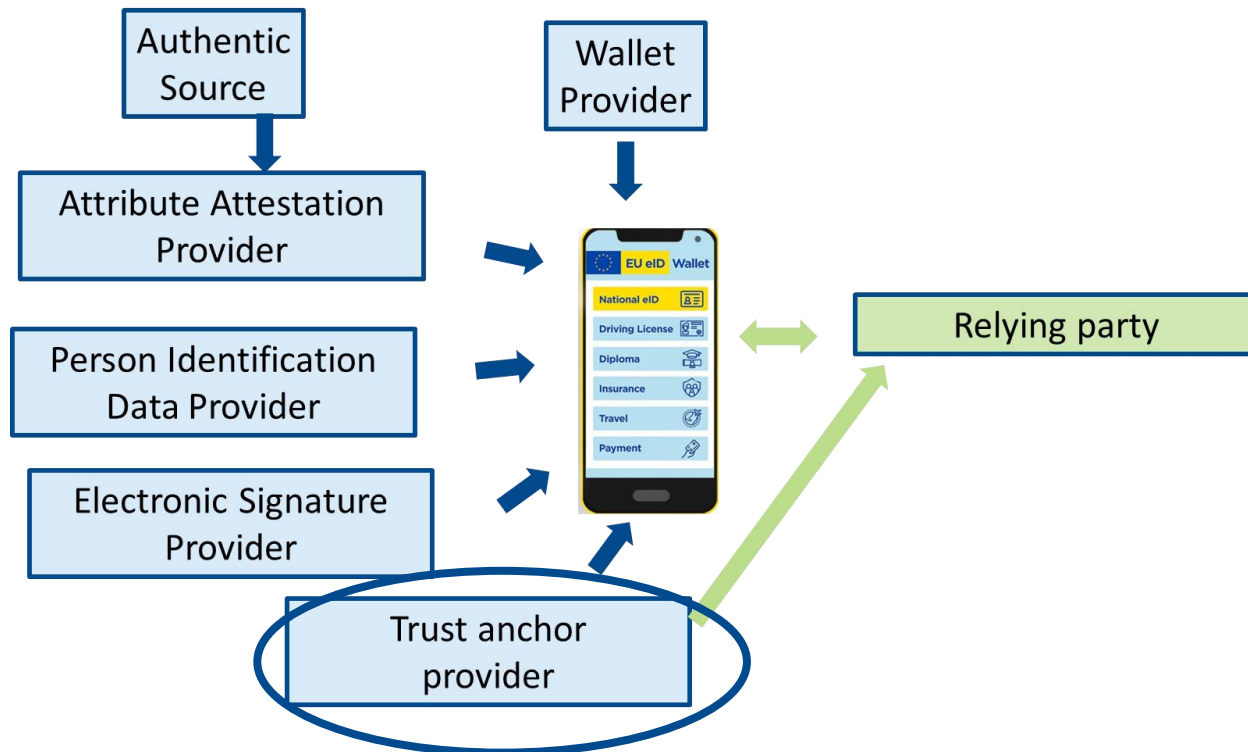 Authentic
Source
Wallet
Provider
Attribute Attestation
Provider
EU eID Wallet
National eID
Driving License
Diploma
Insurance
Travel
Payment
Relying party
Person Identification
Data Provider
Electronic Signature
Provider
Trust anchor
provider